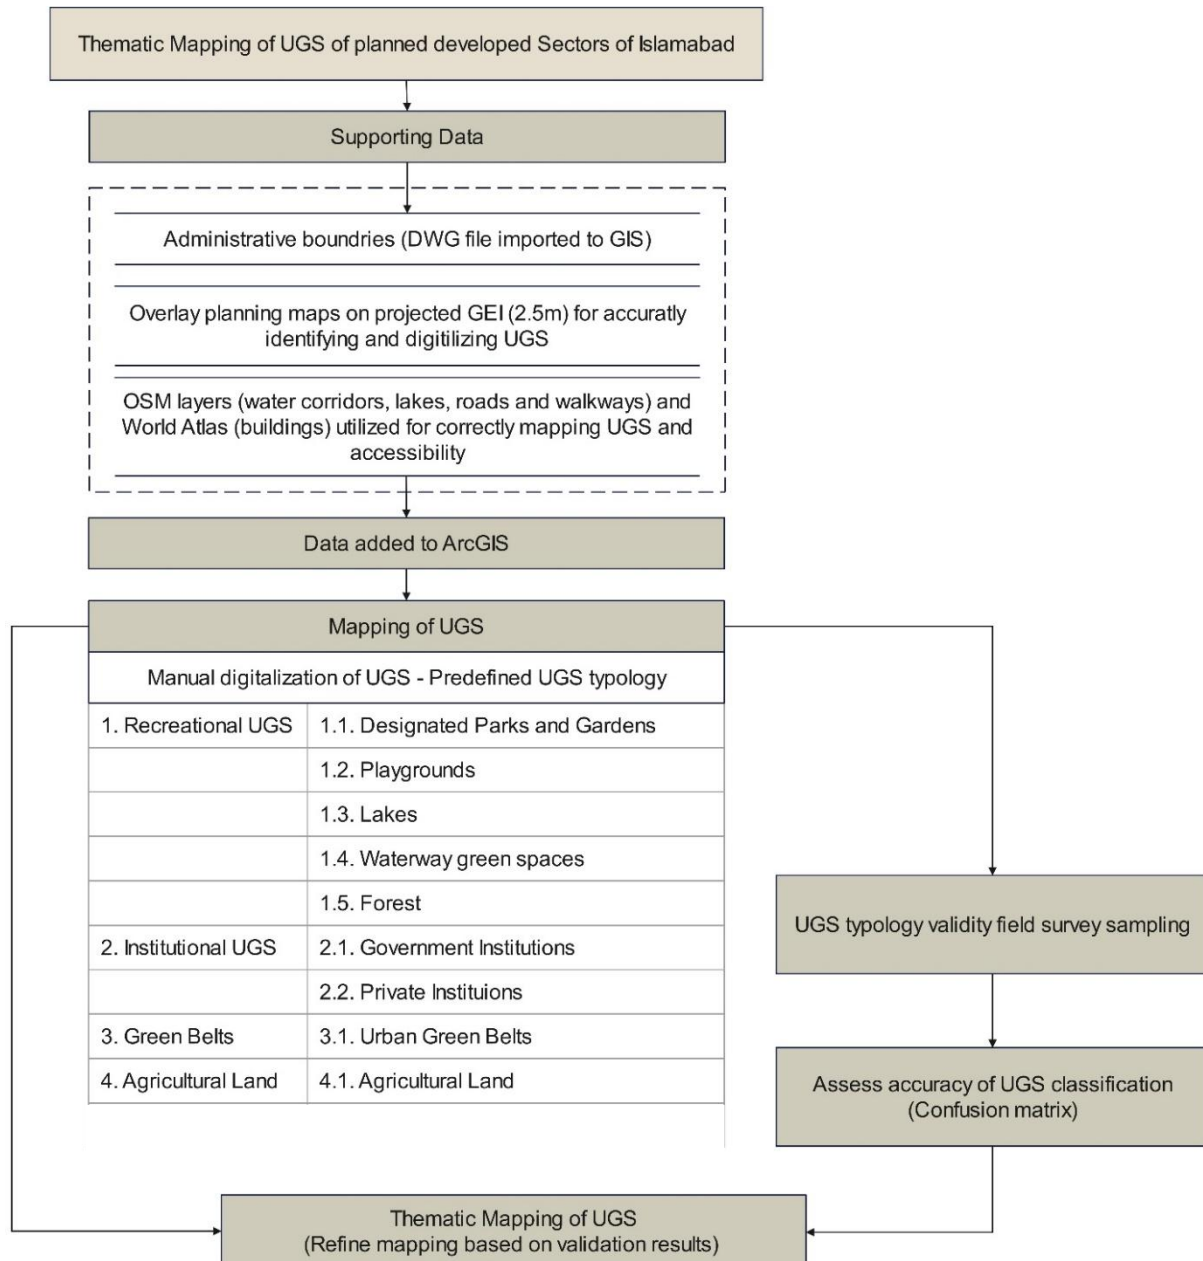 Thematic Mapping of UGS of planned developed Sectors of Islamabad
Supporting Data
Administrative boundries (DWG file imported to GIS)
Overlay planning maps on projected GEI (2.5m) for accuratly
identifying and digitilizing UGS
OSM layers (water corridors, lakes, roads and walkways) and
World Atlas (buildings) utilized for correctly mapping UGS and
accessibility
Data added to ArcGIS
Mapping of UGS
Manual digitalization of UGS - Predefined UGS typology
1. Recreational UGS 1.1. Designated Parks and Gardens
1.2. Playgrounds
1.3. Lakes
1.4. Waterway green spaces
1.5. Forest
2. Institutional UGS 2.1. Government Institutions
2.2. Private Instituions
3. Green Belts 3.1. Urban Green Belts
4. Agricultural Land 4.1. Agricultural Land
UGS typology validity field survey sampling
Assess accuracy of UGS classification
(Confusion matrix)
Thematic Mapping of UGS
(Refine mapping based on validation results)